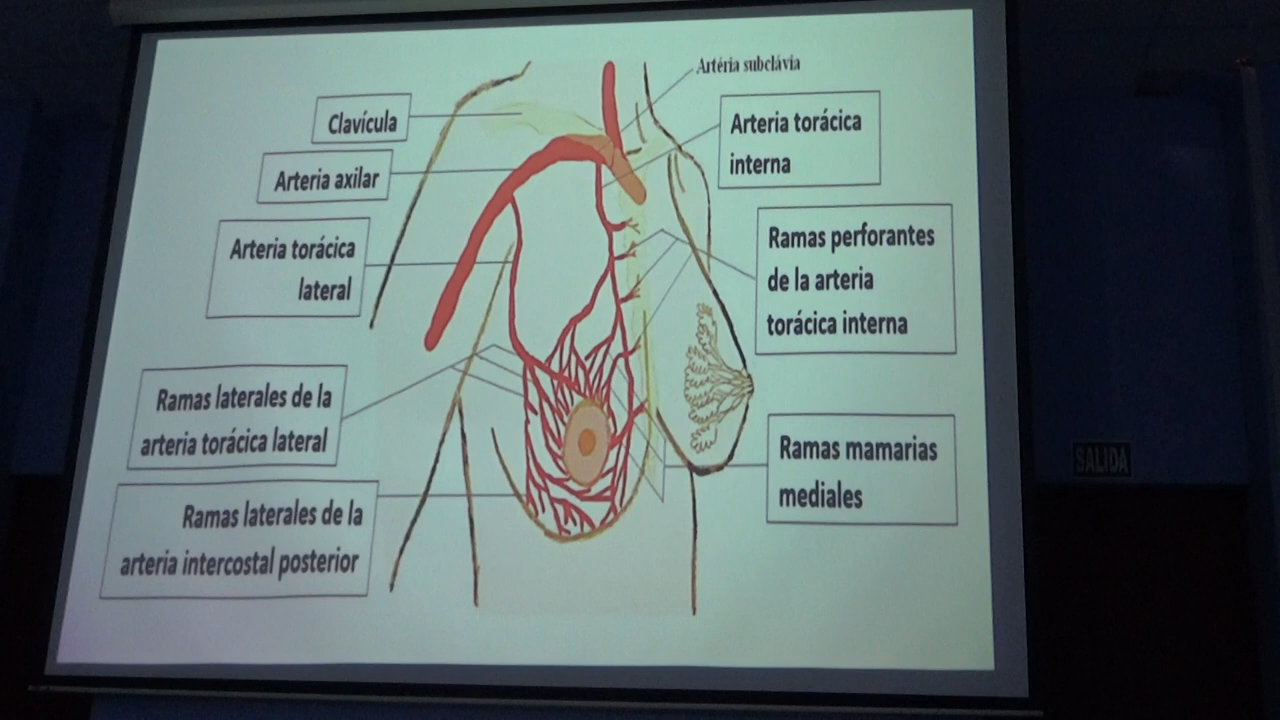 Artéria subclávia
Clavícula
Arteria torácica
interna
Arteria axilar
Arteria torácica
lateral
Ramas perforantes
de la arteria
torácica interna
Ramas laterales de la
arteria torácica lateral
Ramas mamarias
mediales
Ramas laterales de la
arteria intercostal posterior
SALIDA